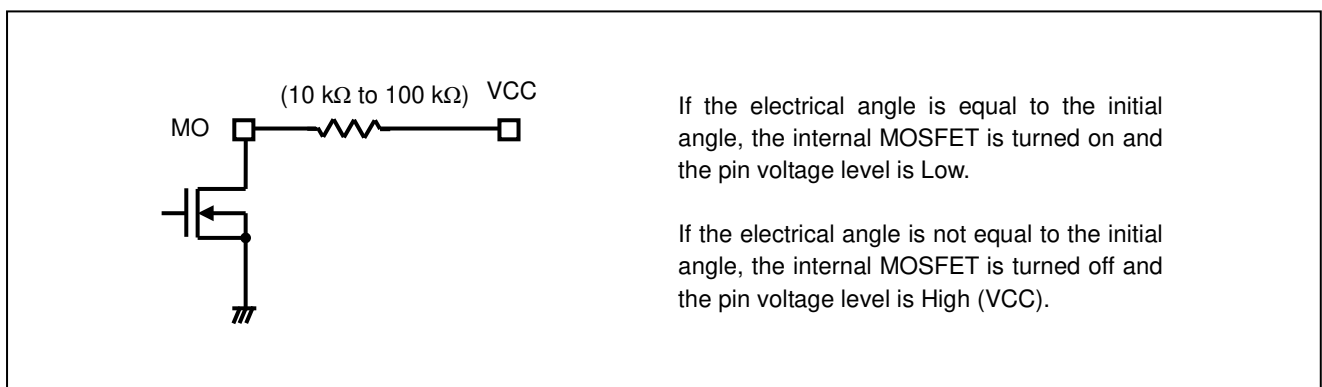 (10 kΩ to 100 kΩ) VCC
MO
If the electrical angle is equal to the initial
angle, the internal MOSFET is turned on and
the pin voltage level is Low.
If the electrical angle is not equal to the initial
angle, the internal MOSFET is turned off and
the pin voltage level is High (VCC).